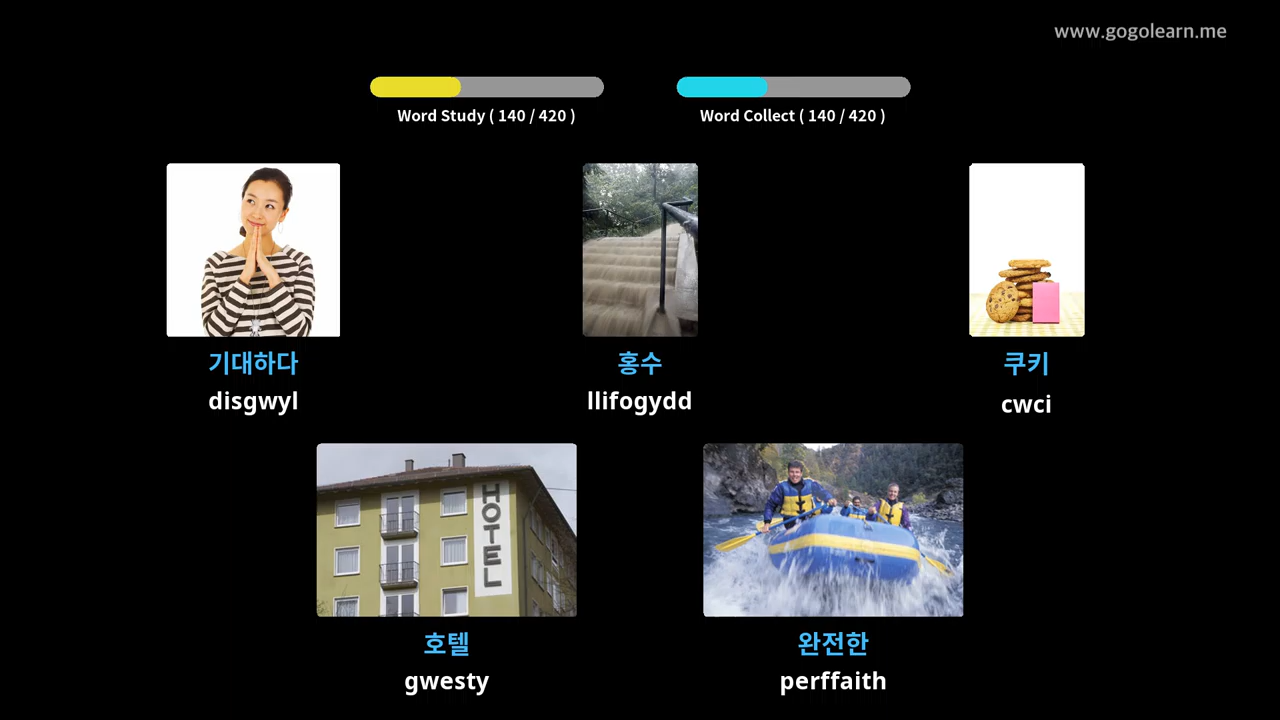 www.gogolearn.me
Word Study ( 140 / 420 )
Word Collect ( 140 / 420 )
기대하다
disgwyl
홍수
llifogydd
쿠키
cwci
HOTEL
호텔
gwesty
완전한
perffaith